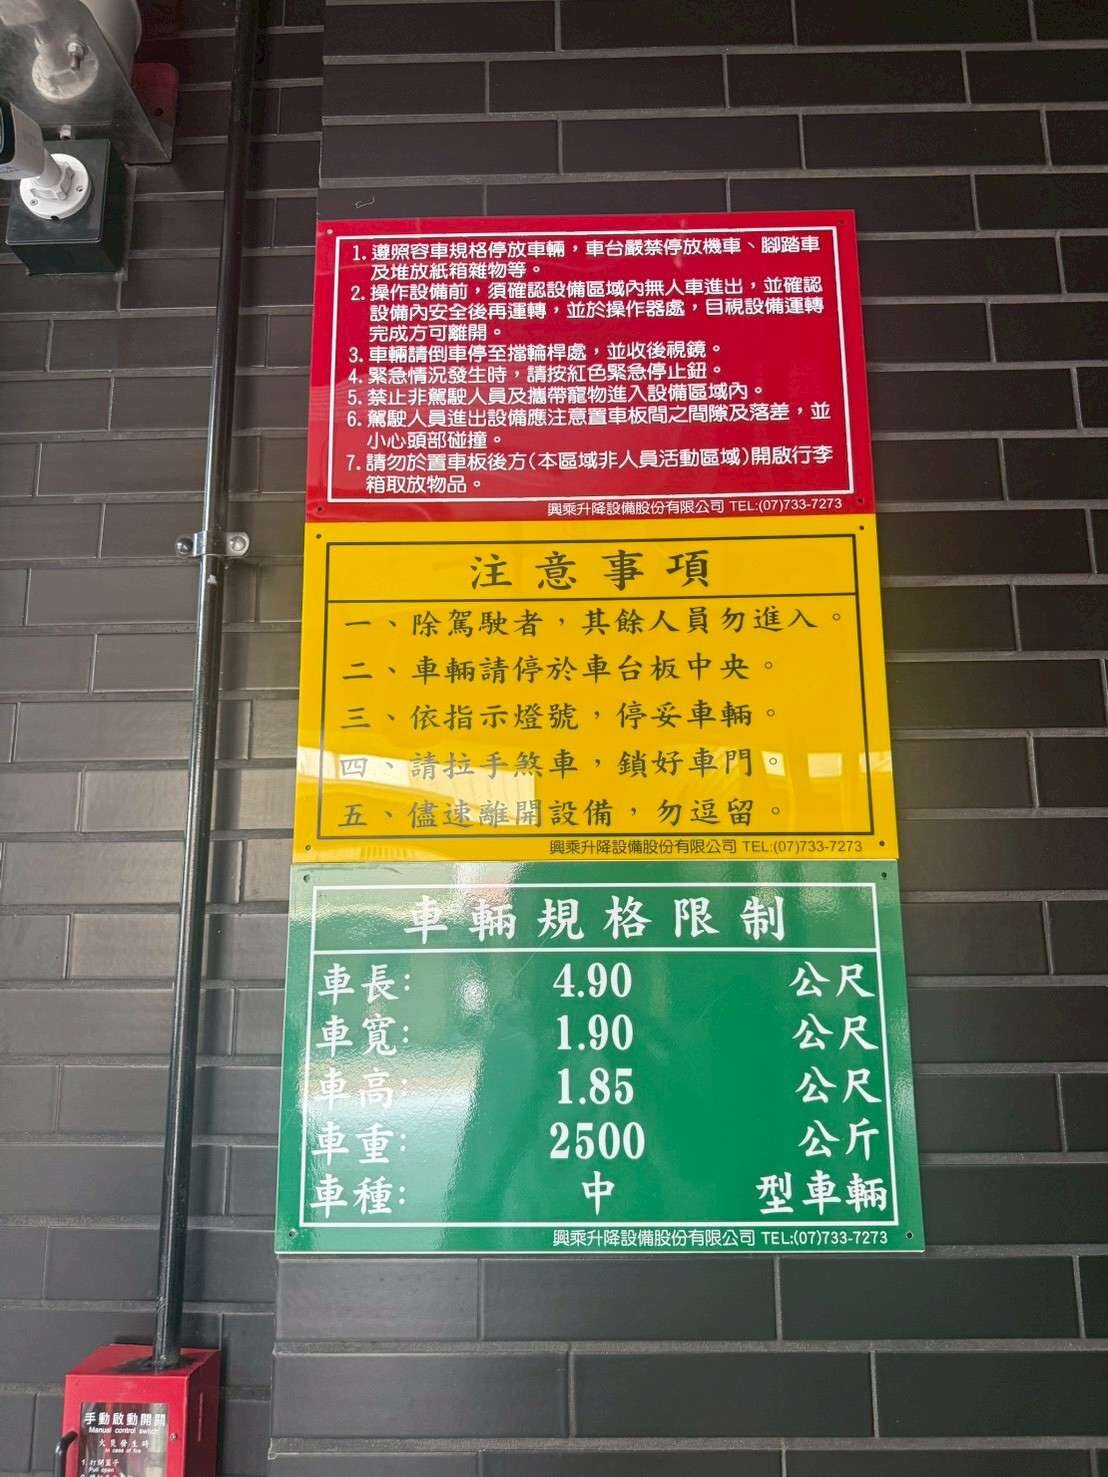 1. 遵照容車規格停放車輛，車台嚴禁停放機車、腳踏車
及堆放紙箱雜物等。
2. 操作設備前，須確認設備區域內無人車進出，並確認
設備內安全後再運轉，並於操作器處，目視設備運轉
完成方可離開。
3. 車輛請倒車停至擋輪桿處，並收後視鏡。
4. 緊急情況發生時，請按紅色緊急停止鈕。
5. 禁止非駕駛人員及攜帶寵物進入設備區域內。
6. 駕駛人員進出設備應注意置車板間之間隙及落差，並
小心頭部碰撞。
7. 請勿於置車板後方(本區域非人員活動區域)開啟行李
箱取放物品。
興乘升降設備股份有限公司 TEL:(07)733-7273
注意事項
一、除駕駛者，其餘人員勿進入。
二、車輛請停於車台板中央。
三、依指示燈號，停妥車輛。
四、請拉手煞車，鎖好車門。
五、儘速離開設備，勿逗留。
興乘升降設備股份有限公司 TEL:(07)733-7273
車輛規格限制
車長: 4.90 公尺
車寬: 1.90 公尺
車高: 1.85 公尺
車重: 2500 公斤
車種: 中 型車輛
興乘升降設備股份有限公司 TEL:(07)733-7273
手動啟動開關
Manual control switch
火災發生時
In case of fire
1.打開蓋子
Pull open